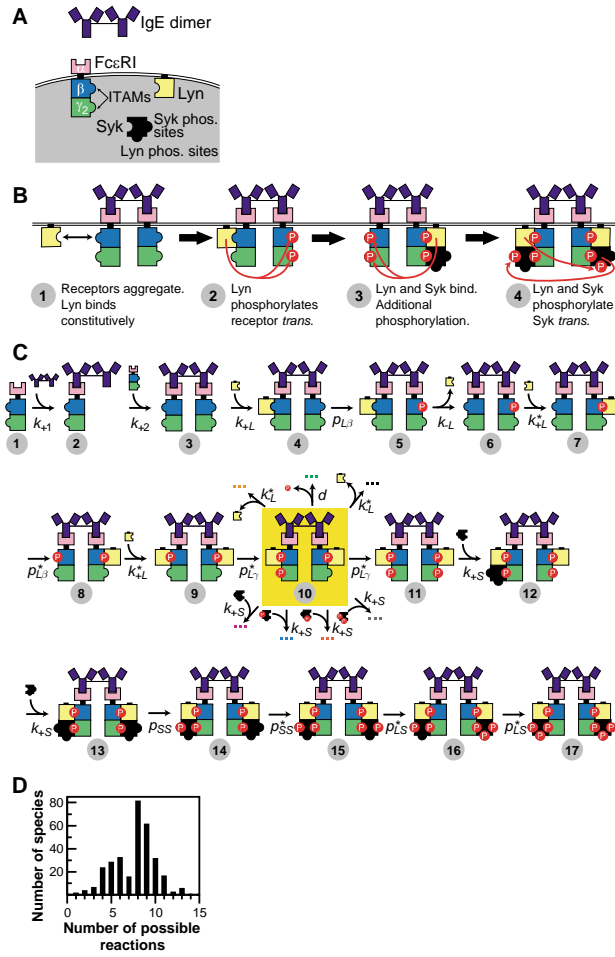 A
IgE dimer
FcεRI
α
β
γ2
ITAMs
Lyn
Syk
Syk phos. sites
Lyn phos. sites
B
P P P P P P P P P P
1 Receptors aggregate. Lyn binds constitutively
2 Lyn phosphorylates receptor trans.
3 Lyn and Syk bind. Additional phosphorylation.
4 Lyn and Syk phosphorylate Syk trans.
C
k+1 k+2 k+L pLβ k-L k*+L
1 2 3 4 5 6 7
k*-L d k*-L
p*Lβ k*+L p*Lγ p*Lγ k+S
8 9 10 11 12
k+S k+S k+S k+S
k+S pSS p*SS p*LS p*LS
13 14 15 16 17
D
Number of species
80
60
40
20
0 5 10 15
Number of possible reactions